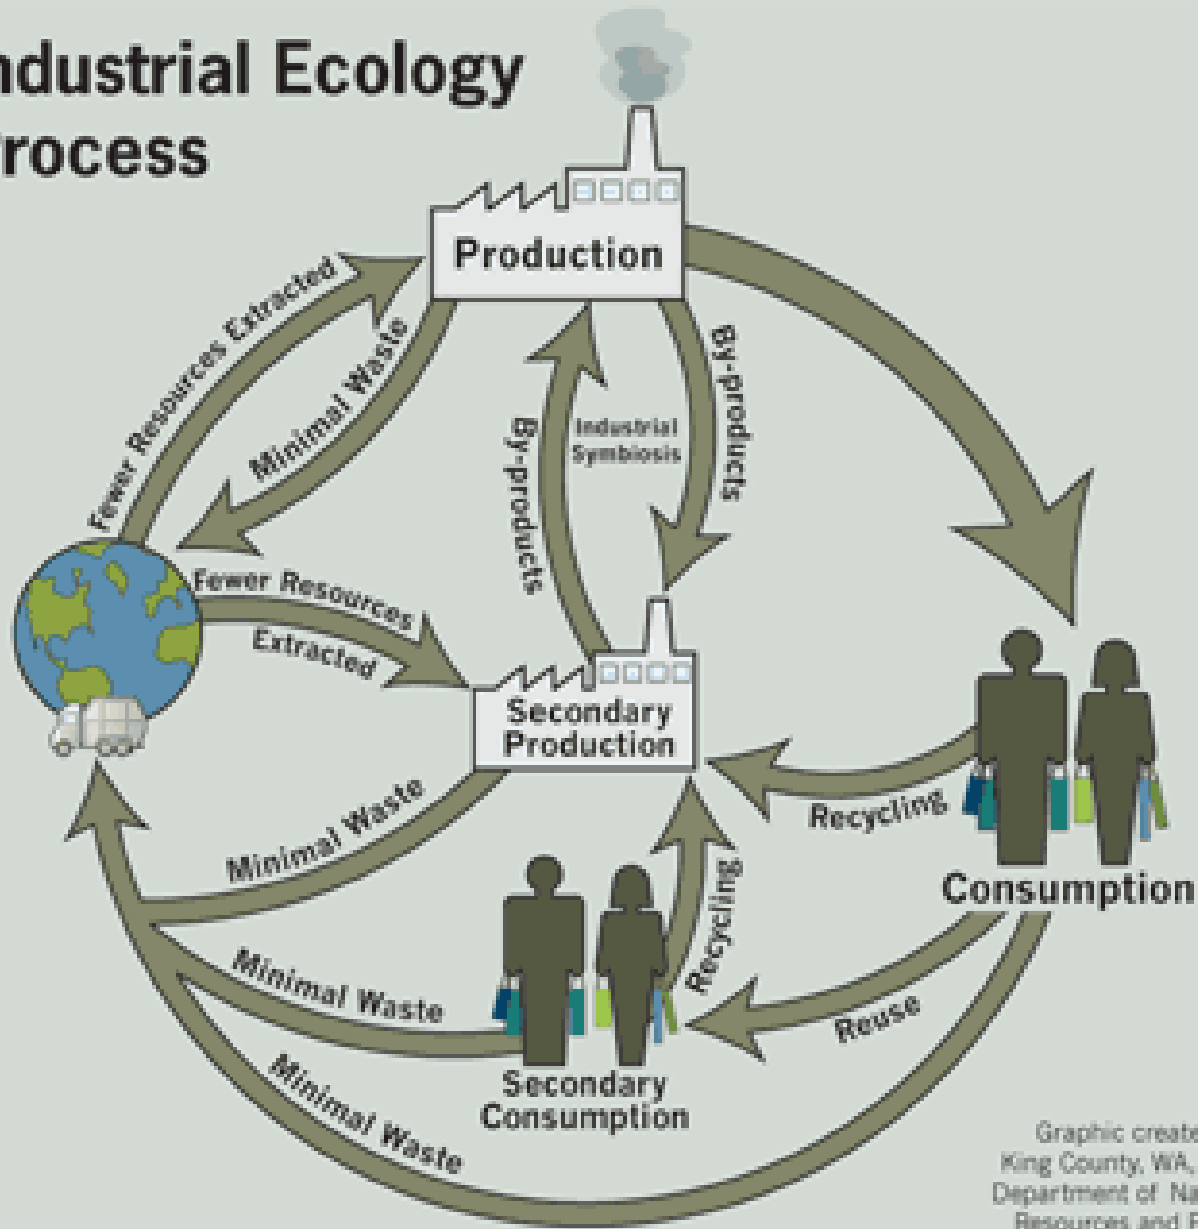 ndustrial Ecology
rocess
Production
Fewer Resources Extracted
Minimal Waste
By-products
Industrial
Symbiosis
By-products
Fewer Resources
Extracted
Secondary
Production
Recycling
Consumption
Minimal Waste
Recycling
Minimal Waste
Reuse
Secondary
Consumption
Minimal Waste
Graphic create
King County, WA,
Department of Na
Resources and